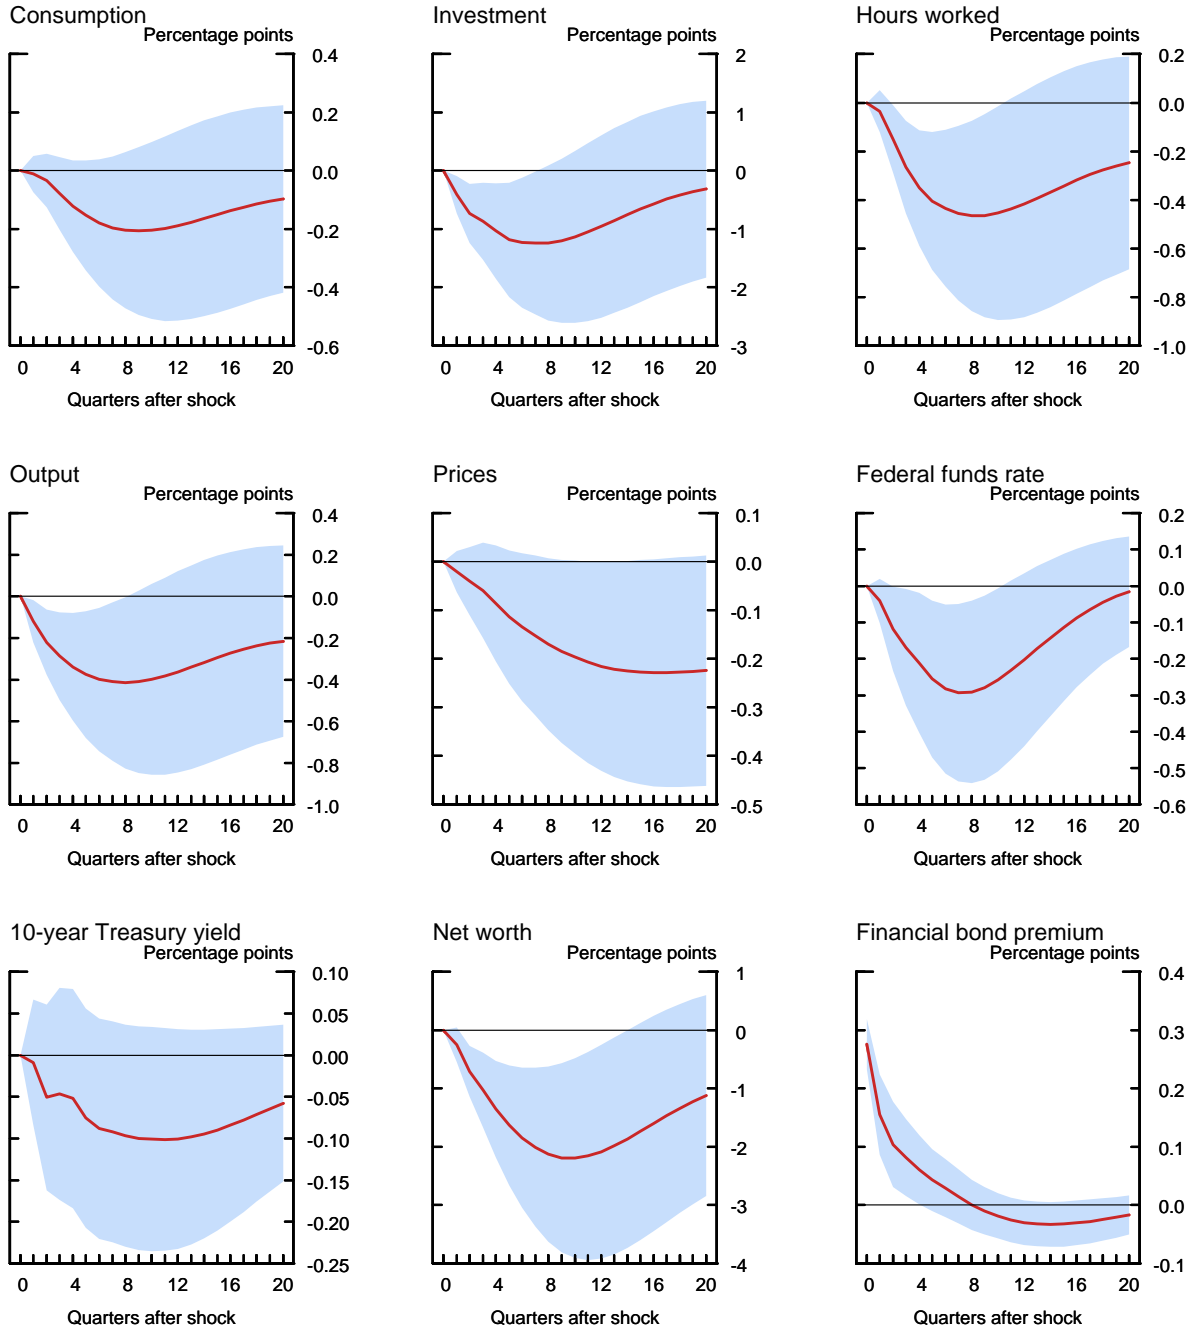 Consumption
Percentage points
0.4
0.2
0.0
-0.2
-0.4
-0.6
0 4 8 12 16 20
Quarters after shock
Investment
Percentage points
2
1
0
-1
-2
-3
0 4 8 12 16 20
Quarters after shock
Hours worked
Percentage points
0.2
0.0
-0.2
-0.4
-0.6
-0.8
-1.0
0 4 8 12 16 20
Quarters after shock
Output
Percentage points
0.4
0.2
0.0
-0.2
-0.4
-0.6
-0.8
-1.0
0 4 8 12 16 20
Quarters after shock
Prices
Percentage points
0.1
0.0
-0.1
-0.2
-0.3
-0.4
-0.5
0 4 8 12 16 20
Quarters after shock
Federal funds rate
Percentage points
0.2
0.1
0.0
-0.1
-0.2
-0.3
-0.4
-0.5
-0.6
0 4 8 12 16 20
Quarters after shock
10-year Treasury yield
Percentage points
0.10
0.05
0.00
-0.05
-0.10
-0.15
-0.20
-0.25
0 4 8 12 16 20
Quarters after shock
Net worth
Percentage points
1
0
-1
-2
-3
-4
0 4 8 12 16 20
Quarters after shock
Financial bond premium
Percentage points
0.4
0.3
0.2
0.1
0.0
-0.1
0 4 8 12 16 20
Quarters after shock